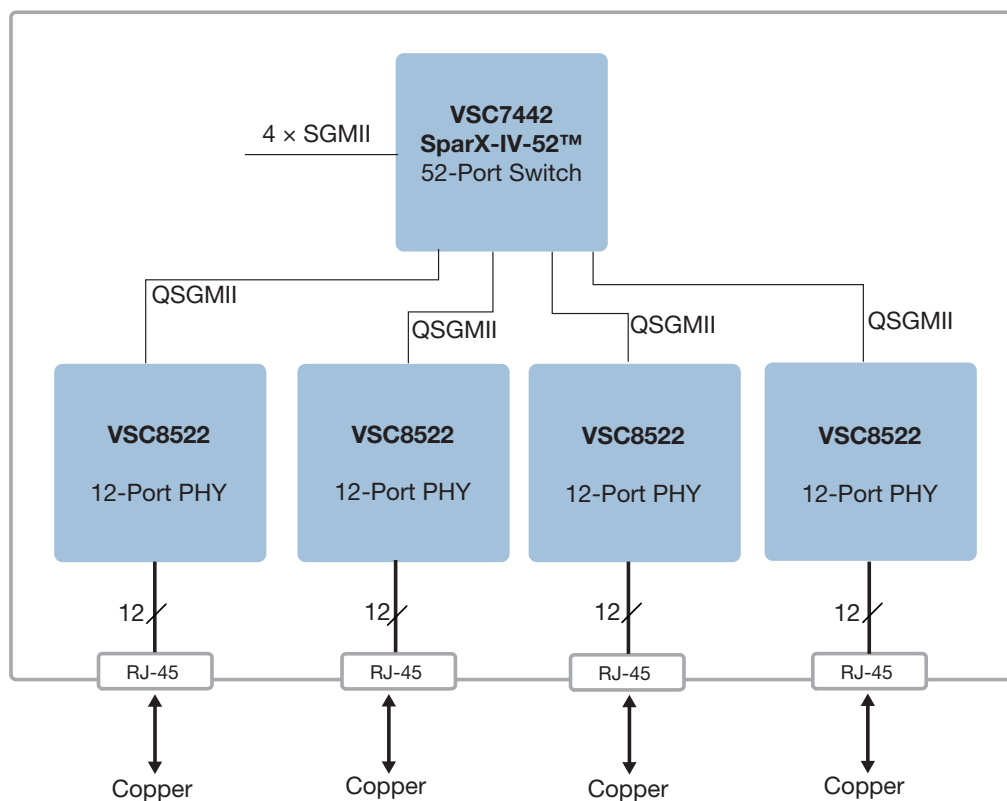 VSC7442
SparX-IV-52™
52-Port Switch
4 × SGMII
QSGMII
QSGMII
QSGMII
QSGMII
VSC8522
12-Port PHY
VSC8522
12-Port PHY
VSC8522
12-Port PHY
VSC8522
12-Port PHY
12
12
12
12
RJ-45
RJ-45
RJ-45
RJ-45
Copper
Copper
Copper
Copper